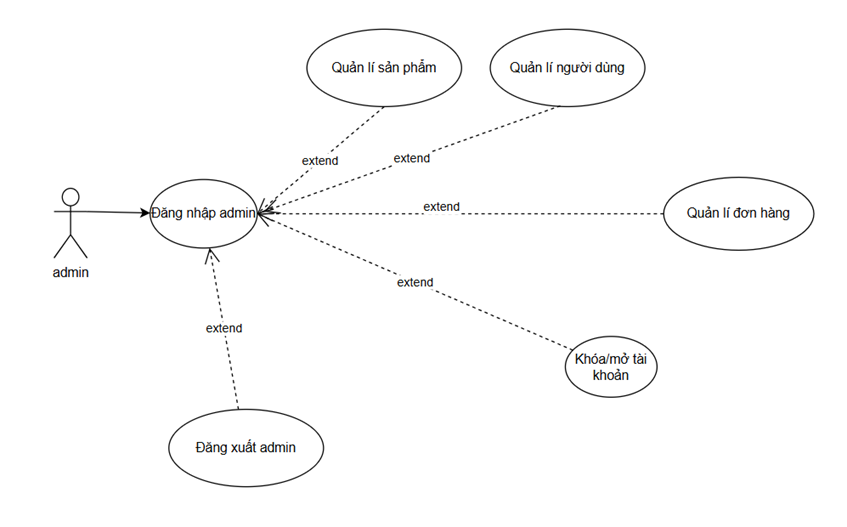 Quản lí sản phẩm
Quản lí người dùng
extend
extend
extend
Đăng nhập admin
Quản lí đơn hàng
admin
extend
extend
Khóa/mở tài
khoản
Đăng xuất admin